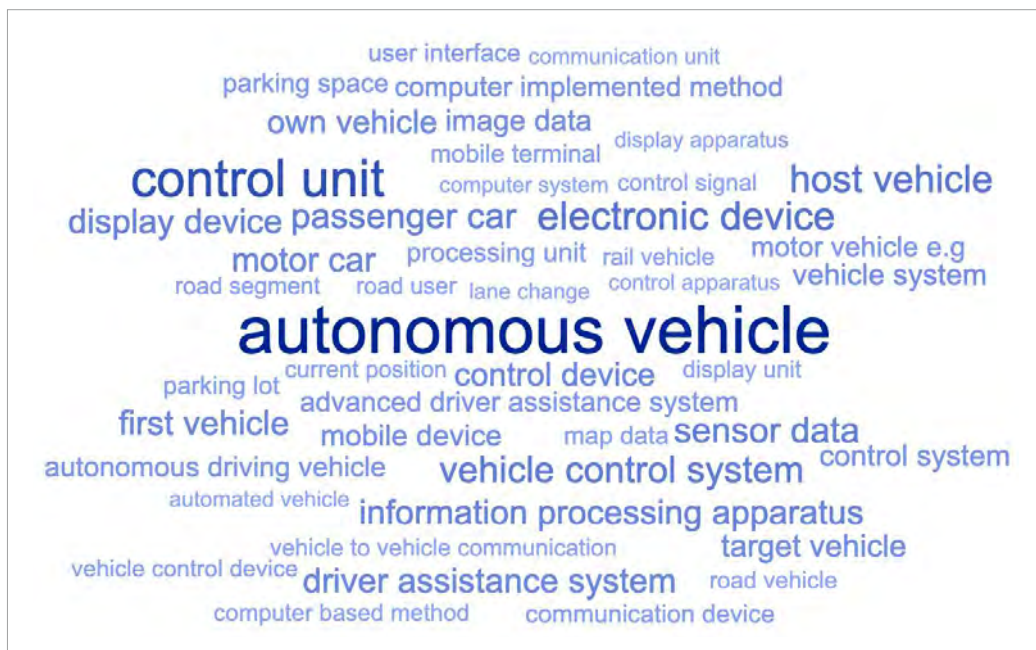 user interface communication unit
parking space computer implemented method
own vehicle image data
display apparatus
mobile terminal
control unit computer system control signal host vehicle
display device passenger car electronic device
motor car processing unit rail vehicle motor vehicle e.g
road segment road user lane change control apparatus vehicle system
autonomous vehicle
parking lot current position control device display unit
advanced driver assistance system
first vehicle mobile device map data sensor data
autonomous driving vehicle vehicle control system control system
automated vehicle information processing apparatus
vehicle to vehicle communication target vehicle
vehicle control device driver assistance system road vehicle
computer based method communication device